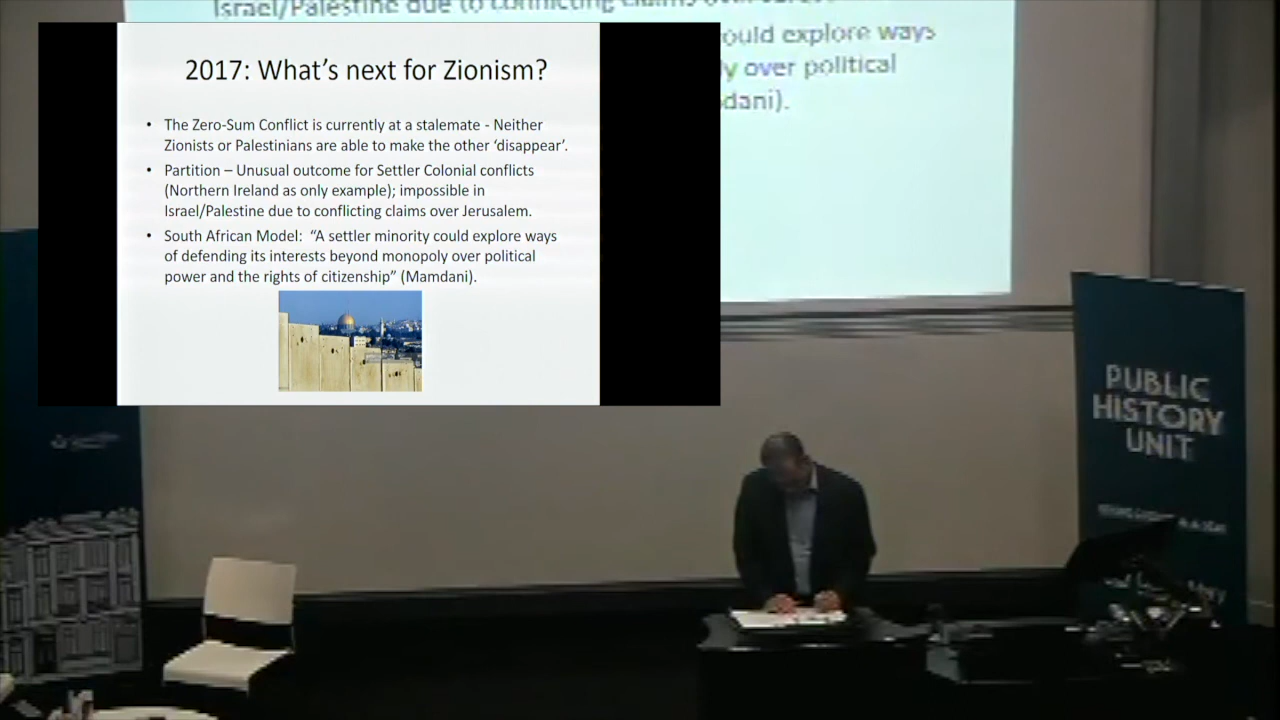 2017: What's next for Zionism?
• The Zero-Sum Conflict is currently at a stalemate - Neither
Zionists or Palestinians are able to make the other 'disappear'.
• Partition – Unusual outcome for Settler Colonial conflicts
(Northern Ireland as only example); impossible in
Israel/Palestine due to conflicting claims over Jerusalem.
• South African Model: “A settler minority could explore ways
of defending its interests beyond monopoly over political
power and the rights of citizenship” (Mamdani).
Israel/Palestine due to conflicting claims over
ould explore ways
y over political
dani).
PUBLIC
HISTORY
UNIT